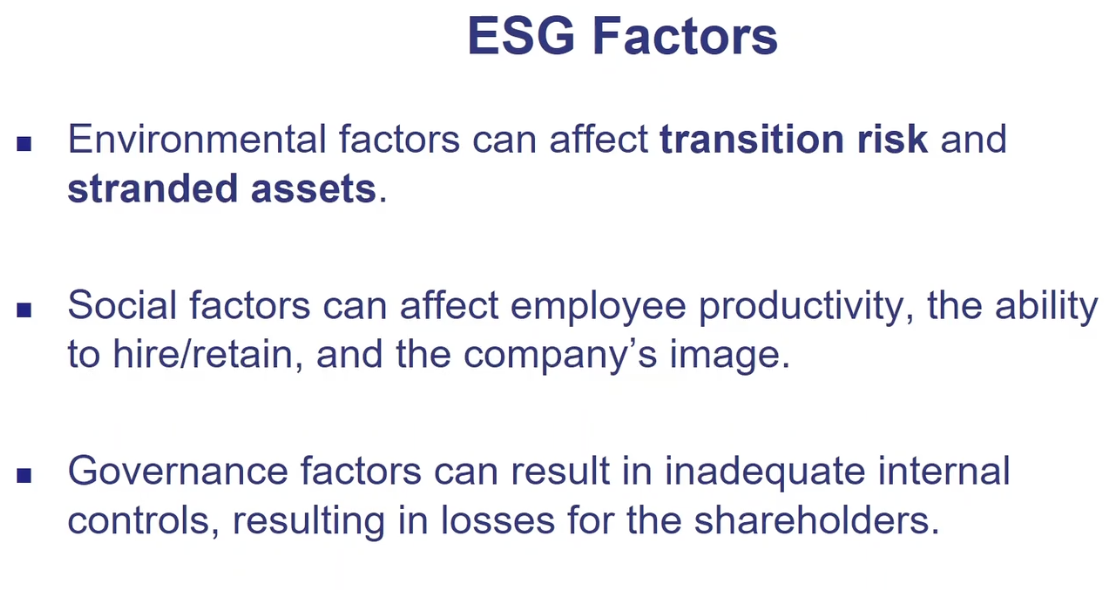 ESG Factors
Environmental factors can affect transition risk and
stranded assets.
Social factors can affect employee productivity, the ability
to hire/retain, and the company’s image.
Governance factors can result in inadequate internal
controls, resulting in losses for the shareholders.